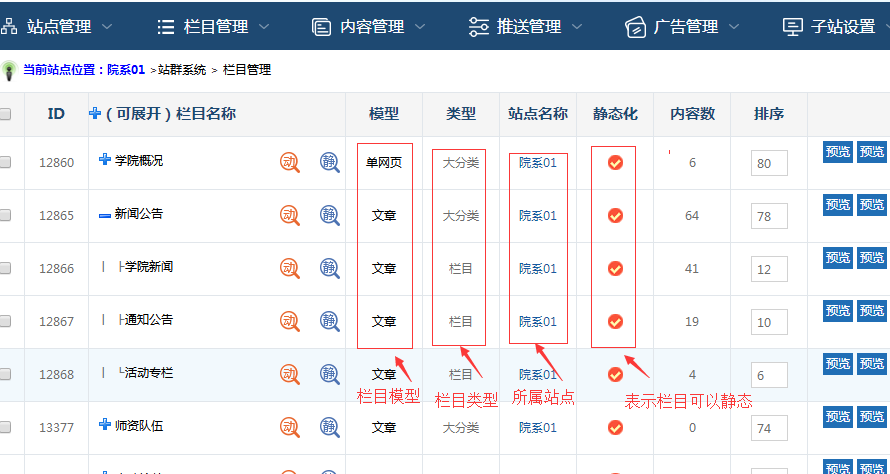 站点管理 栏目管理 内容管理 推送管理 广告管理 子站设置
当前站点位置：院系01 >站群系统 > 栏目管理
ID （可展开）栏目名称 模型 类型 站点名称 静态化 内容数 排序
12860 学院概况 动 静 单网页 大分类 院系01 6 80 预览 预览
12865 新闻公告 动 静 文章 大分类 院系01 64 78 预览 预览
12866 | ├学院新闻 动 静 文章 栏目 院系01 41 12 预览 预览
12867 | ├通知公告 动 静 文章 栏目 院系01 19 10 预览 预览
12868 | └活动专栏 动 静 文章 栏目 院系01 4 6 预览 预览
栏目模型 栏目类型 所属站点 表示栏目可以静态
13377 师资队伍 动 静 文章 大分类 院系01 0 74 预览 预览
预览 预览